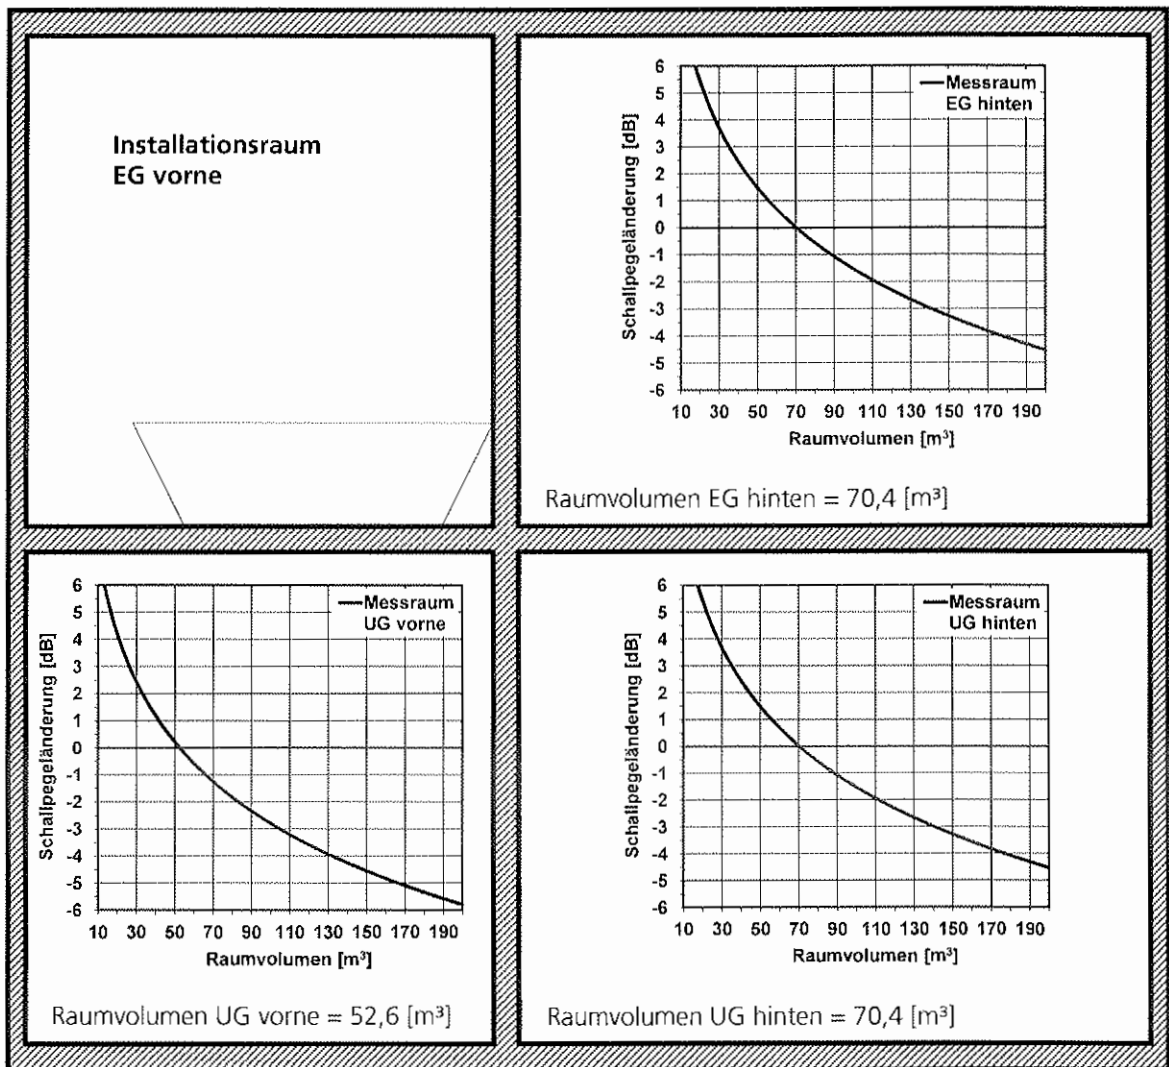 Installationsraum
EG vorne
Schallpegeländerung [dB]
6
5
4
3
2
1
0
-1
-2
-3
-4
-5
-6
Messraum
EG hinten
10 30 50 70 90 110 130 150 170 190
Raumvolumen [m³]
Raumvolumen EG hinten = 70,4 [m³]
Schallpegeländerung [dB]
6
5
4
3
2
1
0
-1
-2
-3
-4
-5
-6
Messraum
UG vorne
10 30 50 70 90 110 130 150 170 190
Raumvolumen [m³]
Raumvolumen UG vorne = 52,6 [m³]
Schallpegeländerung [dB]
6
5
4
3
2
1
0
-1
-2
-3
-4
-5
-6
Messraum
UG hinten
10 30 50 70 90 110 130 150 170 190
Raumvolumen [m³]
Raumvolumen UG hinten = 70,4 [m³]